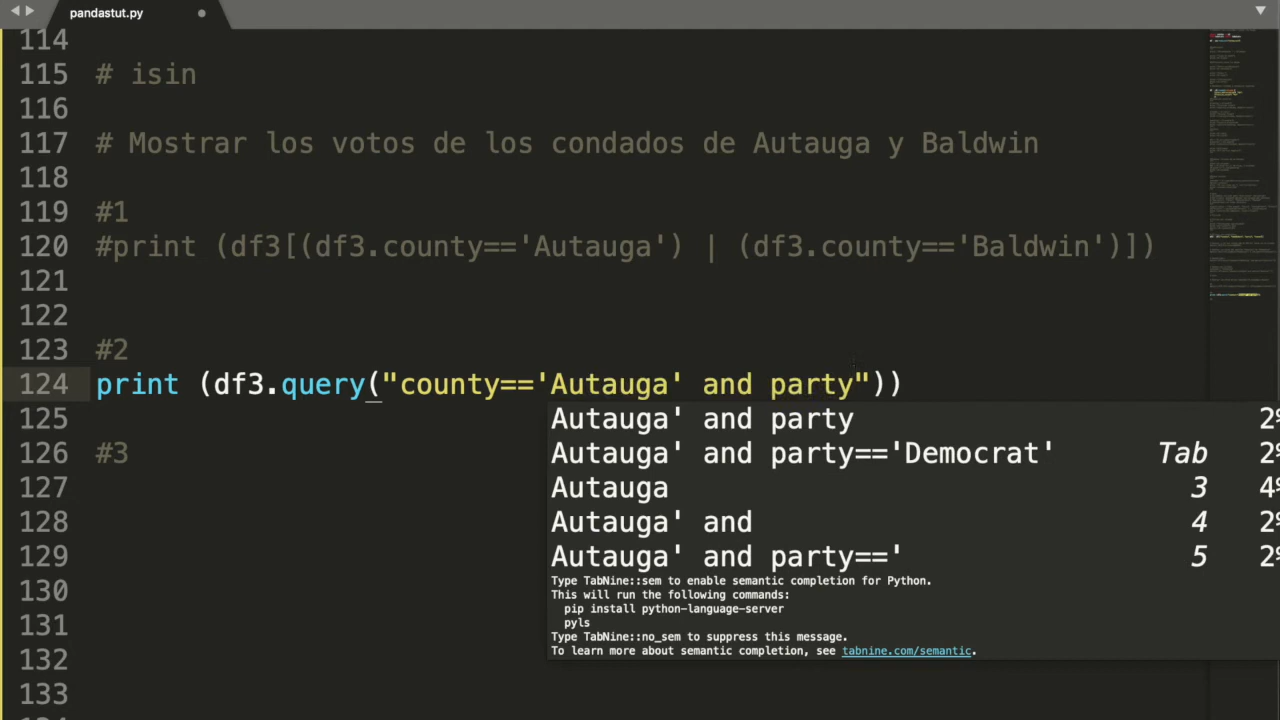 pandastut.py
114
115 # isin
116
117 # Mostrar los votos de los condados de Autauga y Baldwin
118
119 #1
120 #print (df3[(df3.county=='Autauga') | (df3.county=='Baldwin')])
121
122
123 #2
124 print (df3.query("county=='Autauga' and party"))
125 Autauga' and party 2%
126 #3 Autauga' and party=='Democrat' Tab 2%
127 Autauga 3 4%
128 Autauga' and 4 2%
129 Autauga' and party==' 5 2%
130 Type TabNine::sem to enable semantic completion for Python.
This will run the following commands:
pip install python-language-server
131 pyls
Type TabNine::no_sem to suppress this message.
132 To learn more about semantic completion, see tabnine.com/semantic.
133